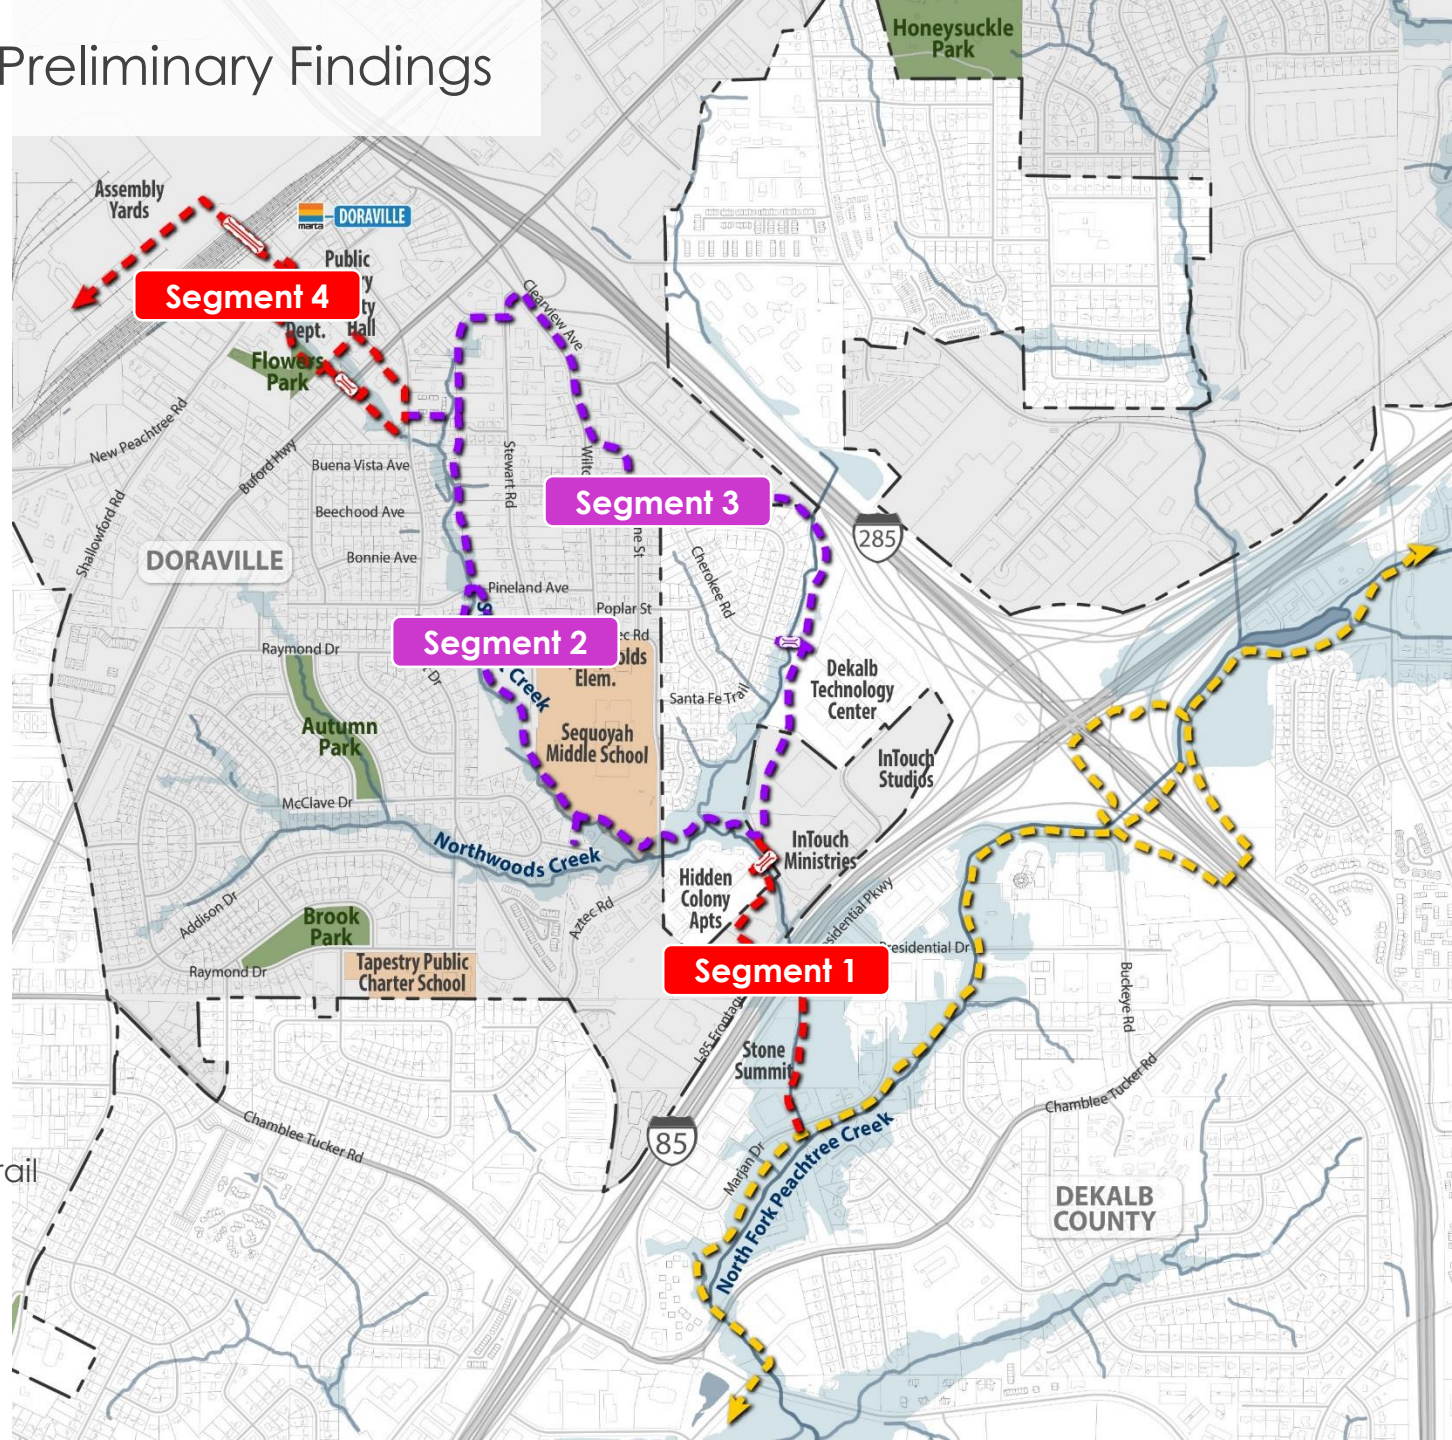 Preliminary Findings
Honeysuckle
Park
Assembly
Yards
marta
DORAVILLE
Public
Hall
Dept.
Segment 4
Flowers
Park
Clearview Ave
New Peachtree Rd
Buford Hwy
Shallowford Rd
Buena Vista Ave
Beechood Ave
Bonnie Ave
Stewart Rd
Segment 3
285
DORAVILLE
Pineland Ave
Poplar St
Cherokee Rd
Segment 2
Creek
Elem.
Raymond Dr
Autumn
Park
Sequoyah
Middle School
Santa Fe Trail
Dekalb
Technology
Center
InTouch
Studios
McClave Dr
Northwoods Creek
InTouch
Ministries
Hidden
Colony
Apts
Addison Dr
Brook
Park
Aztec Rd
Raymond Dr
Tapestry Public
Charter School
Segment 1
Presidential Dr
Buckeye Rd
Stone
Summit
85
Chamblee Tucker Rd
Chamblee Tucker Rd
Marjan Dr
North Fork Peachtree Creek
DEKALB
COUNTY